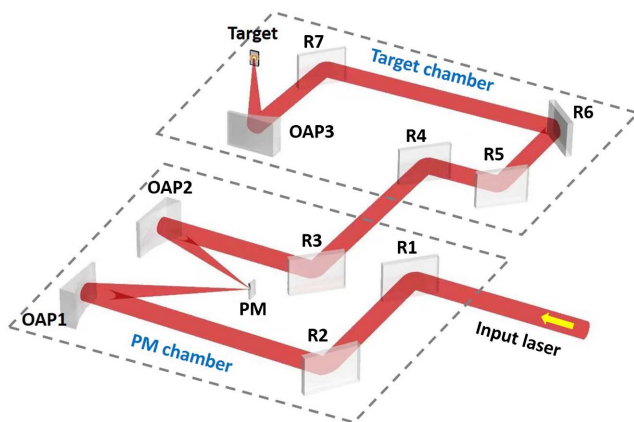 Target
R7
Target chamber
R6
OAP3
R4
R5
OAP2
R3
R1
PM
OAP1
R2
Input laser
PM chamber